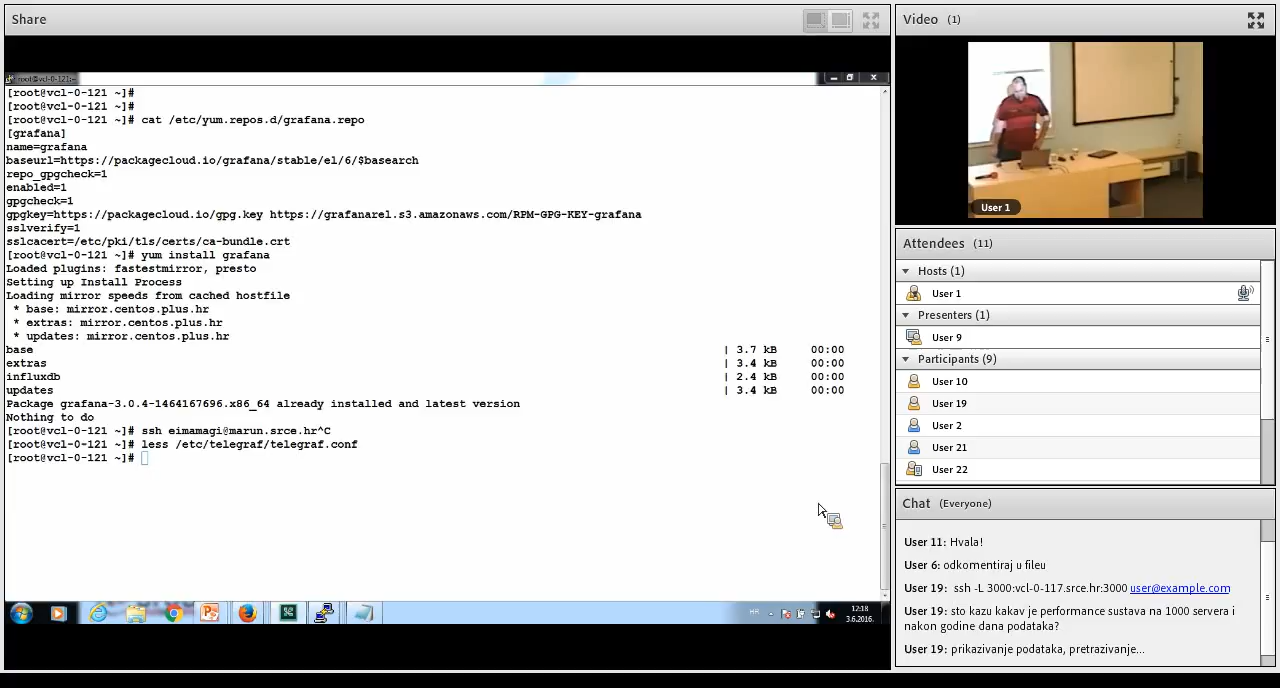 Share
root@vcl-0-121:~
[root@vcl-0-121 ~]#
[root@vcl-0-121 ~]#
[root@vcl-0-121 ~]# cat /etc/yum.repos.d/grafana.repo
[grafana]
name=grafana
baseurl=https://packagecloud.io/grafana/stable/el/6/$basearch
repo_gpgcheck=1
enabled=1
gpgcheck=1
gpgkey=https://packagecloud.io/gpg.key https://grafanarel.s3.amazonaws.com/RPM-GPG-KEY-grafana
sslverify=1
sslcacert=/etc/pki/tls/certs/ca-bundle.crt
[root@vcl-0-121 ~]# yum install grafana
Loaded plugins: fastestmirror, presto
Setting up Install Process
Loading mirror speeds from cached hostfile
* base: mirror.centos.plus.hr
* extras: mirror.centos.plus.hr
* updates: mirror.centos.plus.hr
base | 3.7 kB 00:00
extras | 3.4 kB 00:00
influxdb | 2.4 kB 00:00
updates | 3.4 kB 00:00
Package grafana-3.0.4-1464167696.x86_64 already installed and latest version
Nothing to do
[root@vcl-0-121 ~]# ssh eimamagi@marun.srce.hr^C
[root@vcl-0-121 ~]# less /etc/telegraf/telegraf.conf
[root@vcl-0-121 ~]#
HR
12:18
3.6.2016.
Video (1)
User 1
Attendees (11)
Hosts (1)
User 1
Presenters (1)
User 9
Participants (9)
User 10
User 19
User 2
User 21
User 22
Chat (Everyone)
User 11: Hvala!
User 6: odkomentiraj u fileu
User 19: ssh -L 3000:vcl-0-117.srce.hr:3000 user@example.com
User 19: sto kazu kakav je performance sustava na 1000 servera i
nakon godine dana podataka?
User 19: prikazivanje podataka, pretrazivanje...